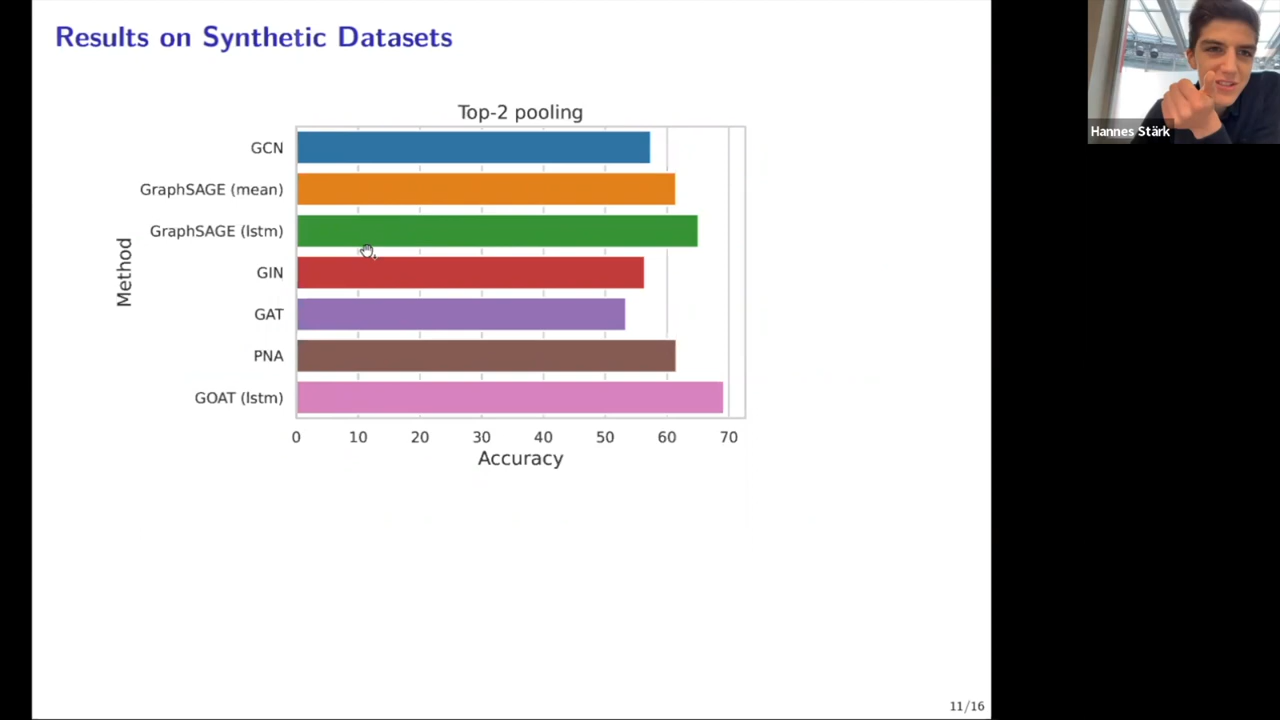 Results on Synthetic Datasets
Hannes Stärk
Top-2 pooling
GCN
GraphSAGE (mean)
GraphSAGE (lstm)
GIN
GAT
PNA
GOAT (lstm)
Method
0 10 20 30 40 50 60 70
Accuracy
11/16